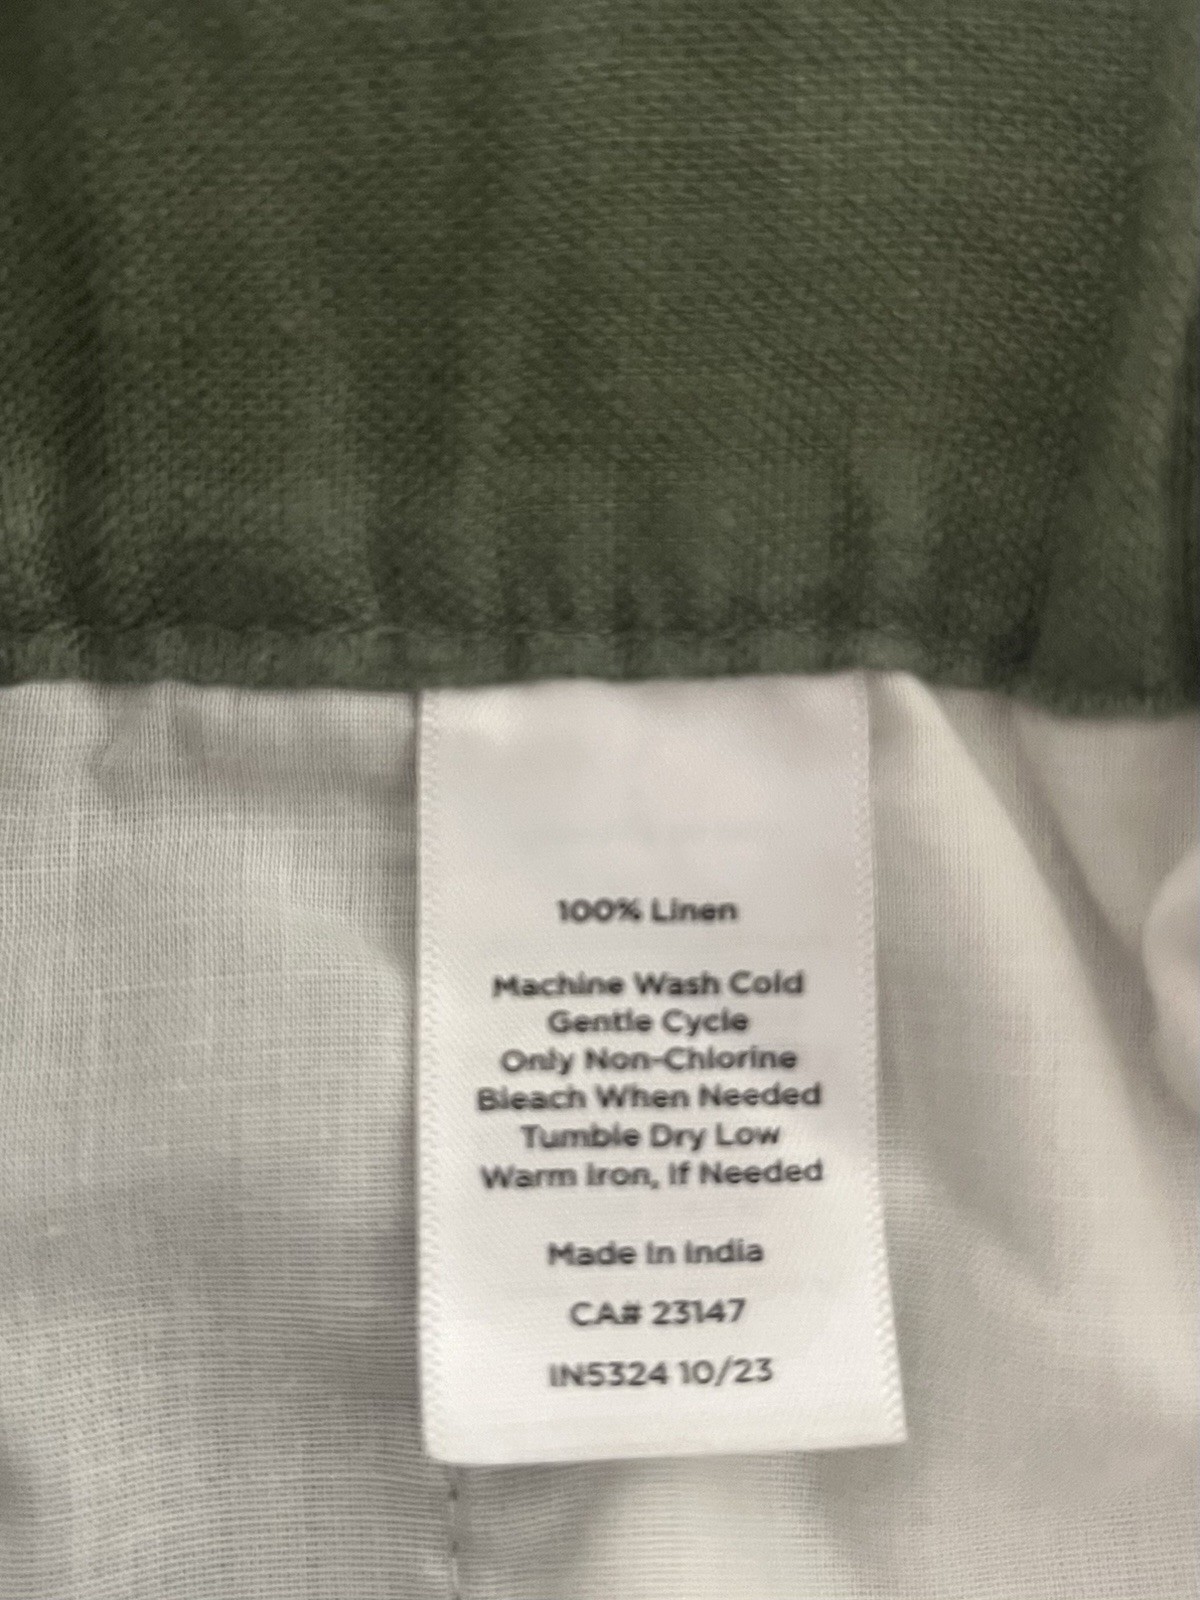 100% Linen
Machine Wash Cold
Gentle Cycle
Only Non-Chlorine
Bleach When Needed
Tumble Dry Low
Warm Iron, If Needed
Made In India
CA# 23147
IN5324 10/23